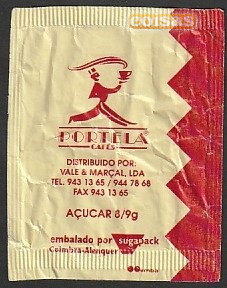 coisas
PORTELA
CAFÉS
DISTRIBUIDO POR:
VALE & MARÇAL, LDA
TEL. 943 13 65 / 944 78 68
FAX 943 13 65
AÇUCAR 8/9g
embalado por sugapack
Coimbra-Alenquer